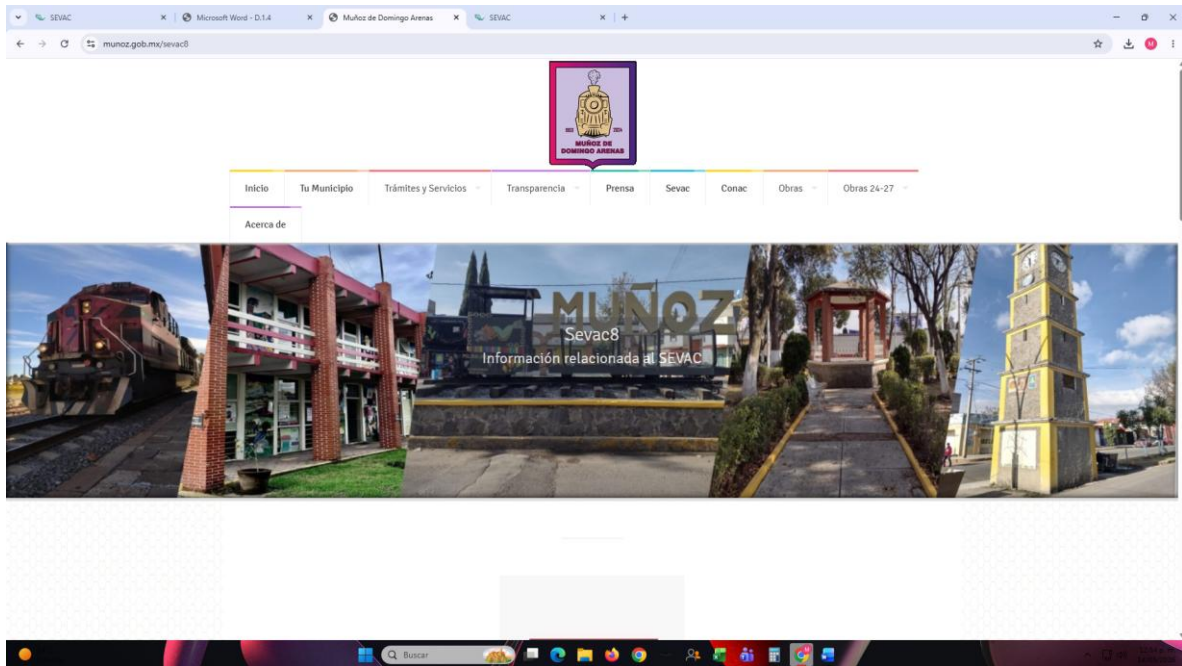 SEVAC
Microsoft Word - D.1.4
Muñoz de Domingo Arenas
SEVAC
munoz.gob.mx/sevac8
M
MUÑOZ DE
DOMINGO ARENAS
Inicio
Tu Municipio
Trámites y Servicios
Transparencia
Prensa
Sevac
Conac
Obras
Obras 24-27
Acerca de
MUÑOZ
Sevac8
Información relacionada al SEVAC
Buscar